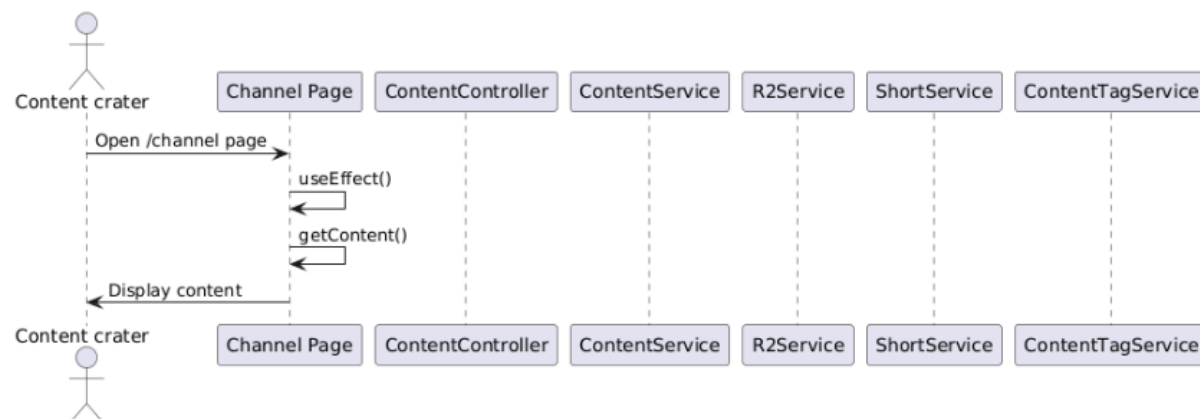 Content crater
Channel Page
ContentController
ContentService
R2Service
ShortService
ContentTagService
Open /channel page
useEffect()
getContent()
Display content
Content crater
Channel Page
ContentController
ContentService
R2Service
ShortService
ContentTagService